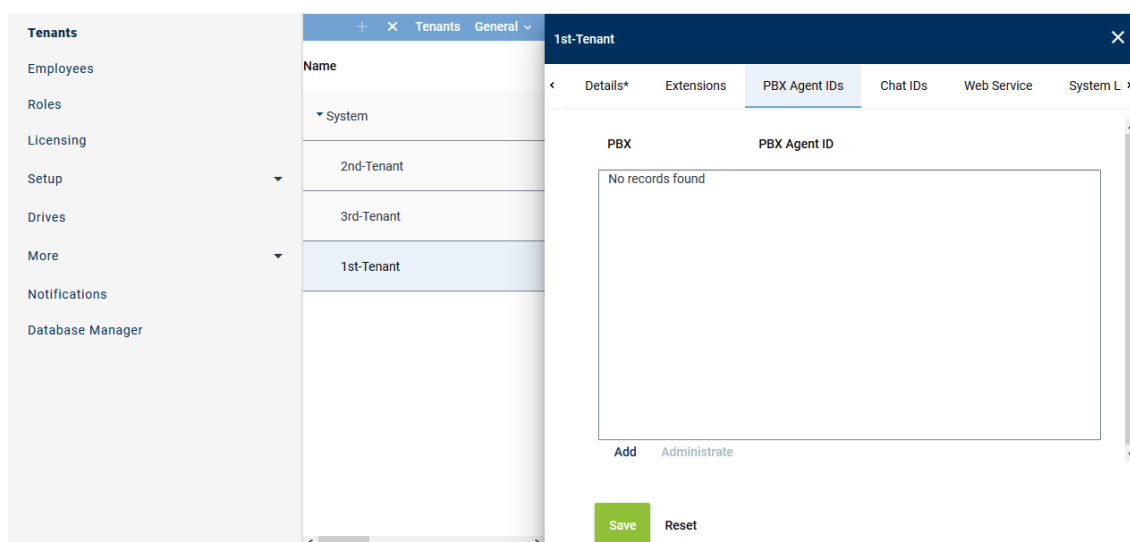 Tenants
Employees
Roles
Licensing
Setup
Drives
More
Notifications
Database Manager
Tenants General
Name
System
2nd-Tenant
3rd-Tenant
1st-Tenant
1st-Tenant
Details* Extensions PBX Agent IDs Chat IDs Web Service System L
PBX PBX Agent ID
No records found
Add Administrate
Save Reset